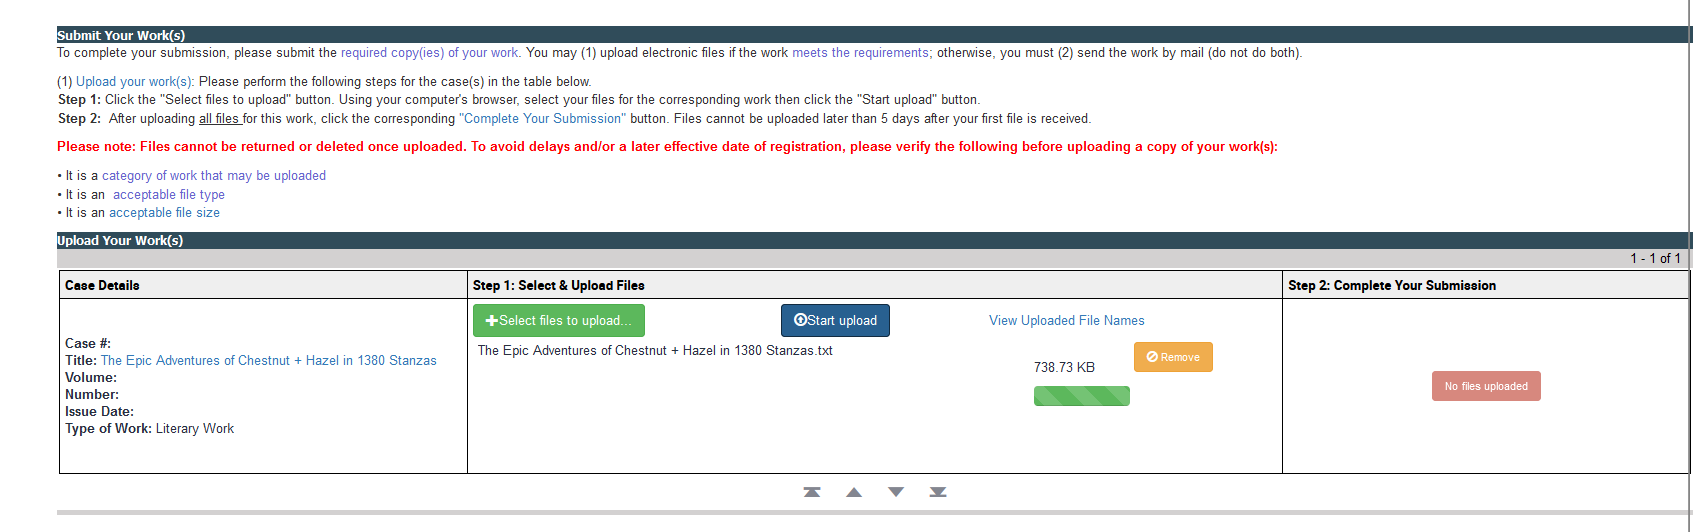 Submit Your Work(s)
To complete your submission, please submit the required copy(ies) of your work. You may (1) upload electronic files if the work meets the requirements; otherwise, you must (2) send the work by mail (do not do both).
(1) Upload your work(s): Please perform the following steps for the case(s) in the table below.
Step 1: Click the "Select files to upload" button. Using your computer's browser, select your files for the corresponding work then click the "Start upload" button.
Step 2: After uploading all files for this work, click the corresponding "Complete Your Submission" button. Files cannot be uploaded later than 5 days after your first file is received.
Please note: Files cannot be returned or deleted once uploaded. To avoid delays and/or a later effective date of registration, please verify the following before uploading a copy of your work(s):
• It is a category of work that may be uploaded
• It is an acceptable file type
• It is an acceptable file size
Upload Your Work(s)
1 - 1 of 1
Case Details
Step 1: Select & Upload Files
Step 2: Complete Your Submission
Case #:
Title: The Epic Adventures of Chestnut + Hazel in 1380 Stanzas
Volume:
Number:
Issue Date:
Type of Work: Literary Work
Select files to upload...
Start upload
View Uploaded File Names
The Epic Adventures of Chestnut + Hazel in 1380 Stanzas.txt
738.73 KB
Remove
No files uploaded